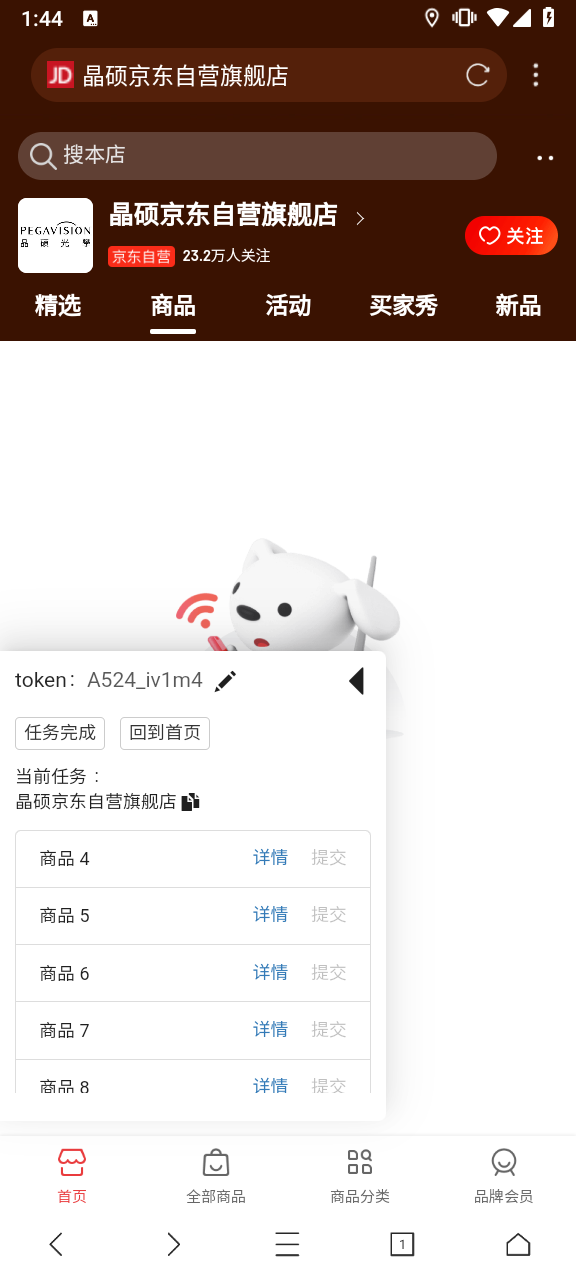 1:44
A
JD 晶硕京东自营旗舰店
搜本店
PEGAVISION
晶碩光學
晶硕京东自营旗舰店
京东自营 23.2万人关注
关注
精选 商品 活动 买家秀 新品
token： A524_iv1m4
任务完成 回到首页
当前任务：
晶硕京东自营旗舰店
商品 4 详情 提交
商品 5 详情 提交
商品 6 详情 提交
商品 7 详情 提交
商品 8 详情 提交
首页 全部商品 商品分类 品牌会员
1